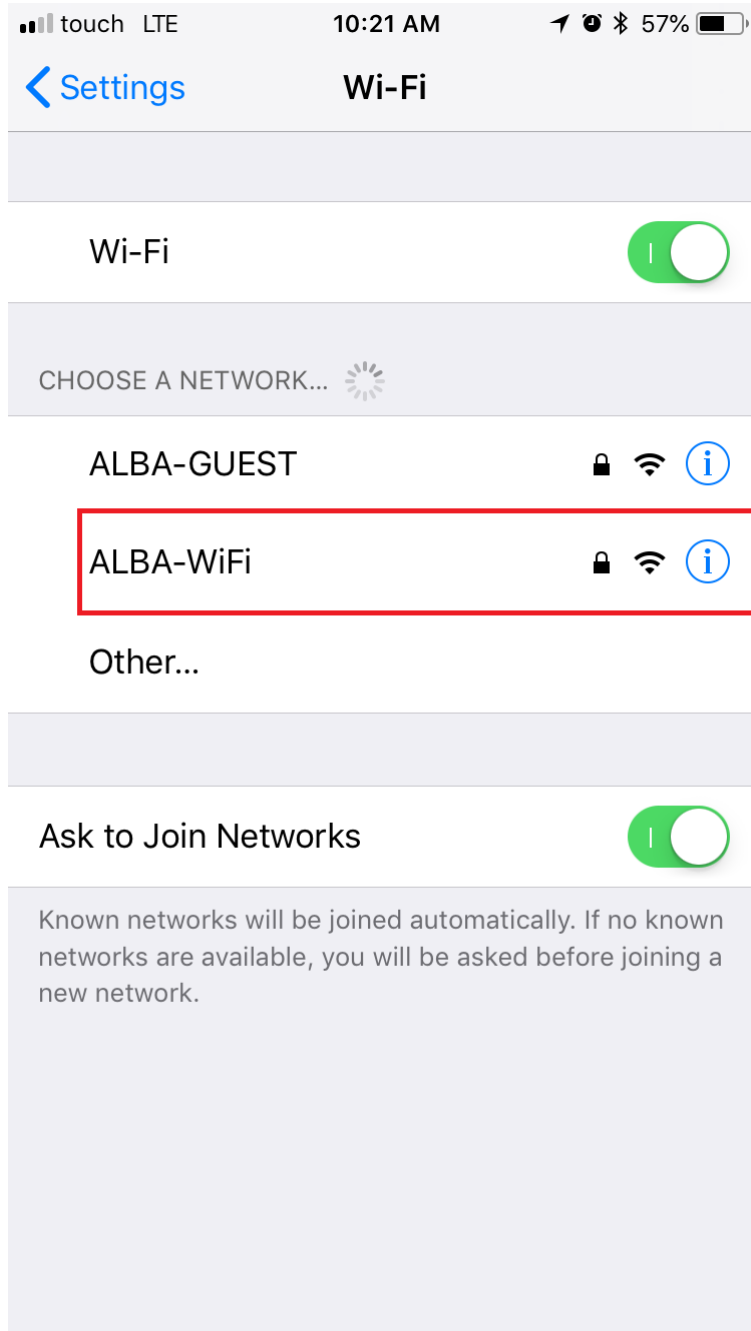 touch LTE 10:21 AM 57%
Settings Wi-Fi
Wi-Fi
CHOOSE A NETWORK...
ALBA-GUEST
ALBA-WiFi
Other...
Ask to Join Networks
Known networks will be joined automatically. If no known
networks are available, you will be asked before joining a
new network.